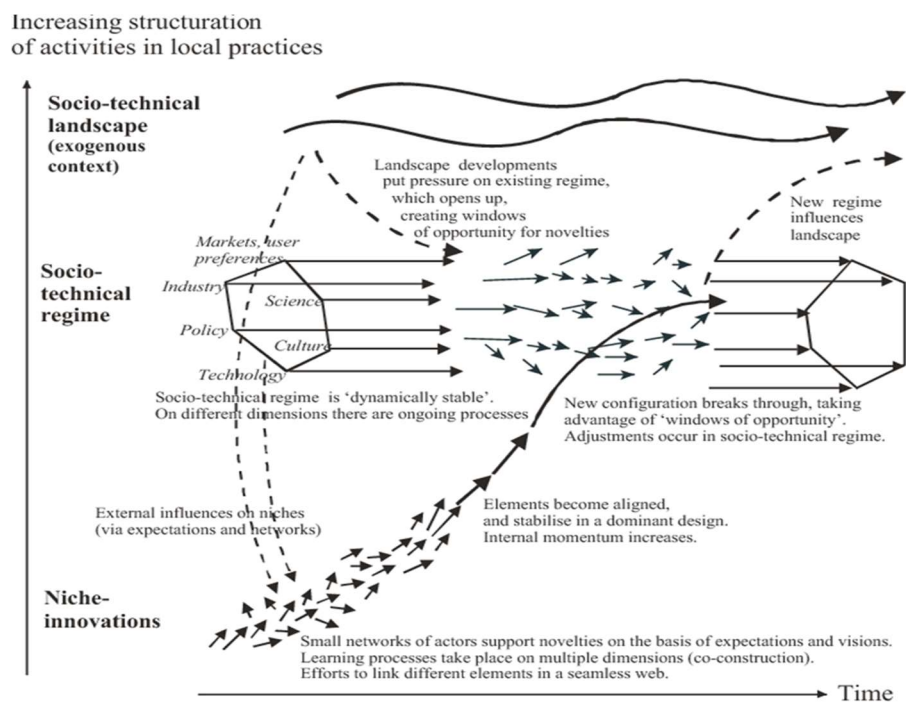 Increasing structuration
of activities in local practices
Socio-technical
landscape
(exogenous
context)
Landscape developments
put pressure on existing regime,
which opens up,
creating windows
of opportunity for novelties
New regime
influences
landscape
Markets, user
preferences
Industry
Science
Policy
Culture
Technology
Socio-
technical
regime
Socio-technical regime is ‘dynamically stable’.
On different dimensions there are ongoing processes
New configuration breaks through, taking
advantage of ‘windows of opportunity’.
Adjustments occur in socio-technical regime.
Elements become aligned,
and stabilise in a dominant design.
Internal momentum increases.
External influences on niches
(via expectations and networks)
Niche-
innovations
Small networks of actors support novelties on the basis of expectations and visions.
Learning processes take place on multiple dimensions (co-construction).
Efforts to link different elements in a seamless web.
Time